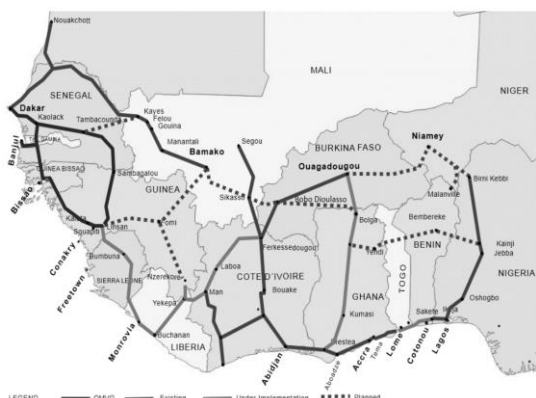 Nouakchott
MALI
NIGER
SENEGAL
Dakar
Kaolack
Tambacounda
Kayes
Felou
Gouina
Manantali
Bamako
Segou
BURKINA FASO
Niamey
Ouagadougou
Birni Kebbi
Malanville
Banjul
GUINEA BISSAU
Bissao
Sambagalou
GUINEA
Sikasso
Bobo Dioulasso
Bolga
Bembereke
Kaleta
Souapiti
Linsan
Fomi
Yendi
BENIN
Kainji
Jebba
Conakry
Bumbuna
Ferkessedougou
Laboa
COTE D'IVOIRE
NIGERIA
Freetown
SIERRA LEONE
Nzerekore
Yekepa
Man
Bouake
GHANA
TOGO
Oshogbo
Kumasi
Sakete
Ikeja
Monrovia
Buchanan
LIBERIA
Abidjan
Prestea
Aboadze
Accra
Tema
Lome
Cotonou
Lagos
LEGEND
OMVG
Existing
Under Implementation
Planned